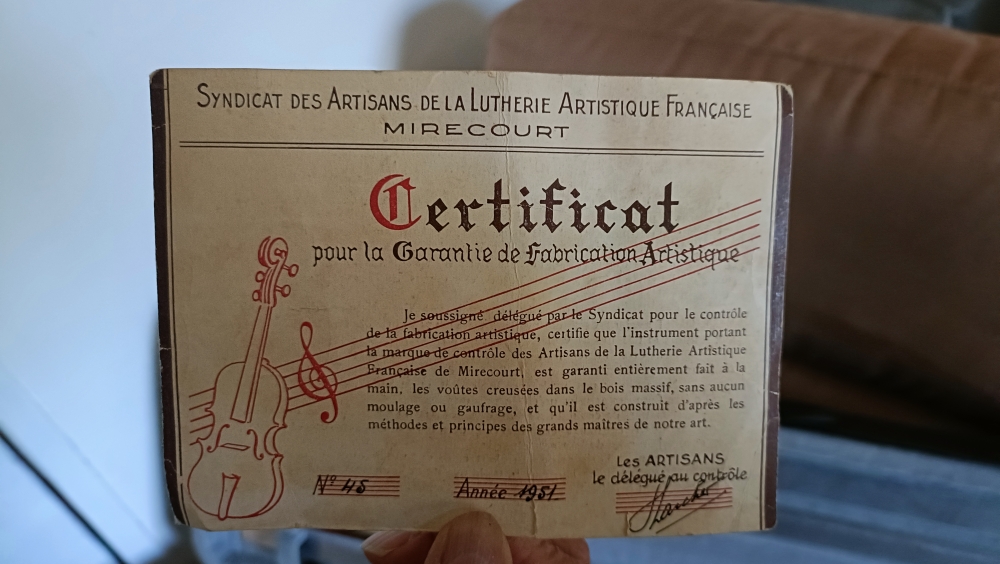 SYNDICAT DES ARTISANS DE LA LUTHERIE ARTISTIQUE FRANÇAISE
MIRECOURT
Certificat
pour la Garantie de Fabrication Artistique
Je soussigné délégué par le Syndicat pour le contrôle
de la fabrication artistique, certifie que l'instrument portant
la marque de contrôle des Artisans de la Lutherie Artistique
Française de Mirecourt, est garanti entièrement fait à la
main, les voûtes creusées dans le bois massif, sans aucun
moulage ou gaufrage, et qu'il est construit d'après les
méthodes et principes des grands maîtres de notre art.
Les ARTISANS
le délégué au contrôle
Nº 45
Année 1951